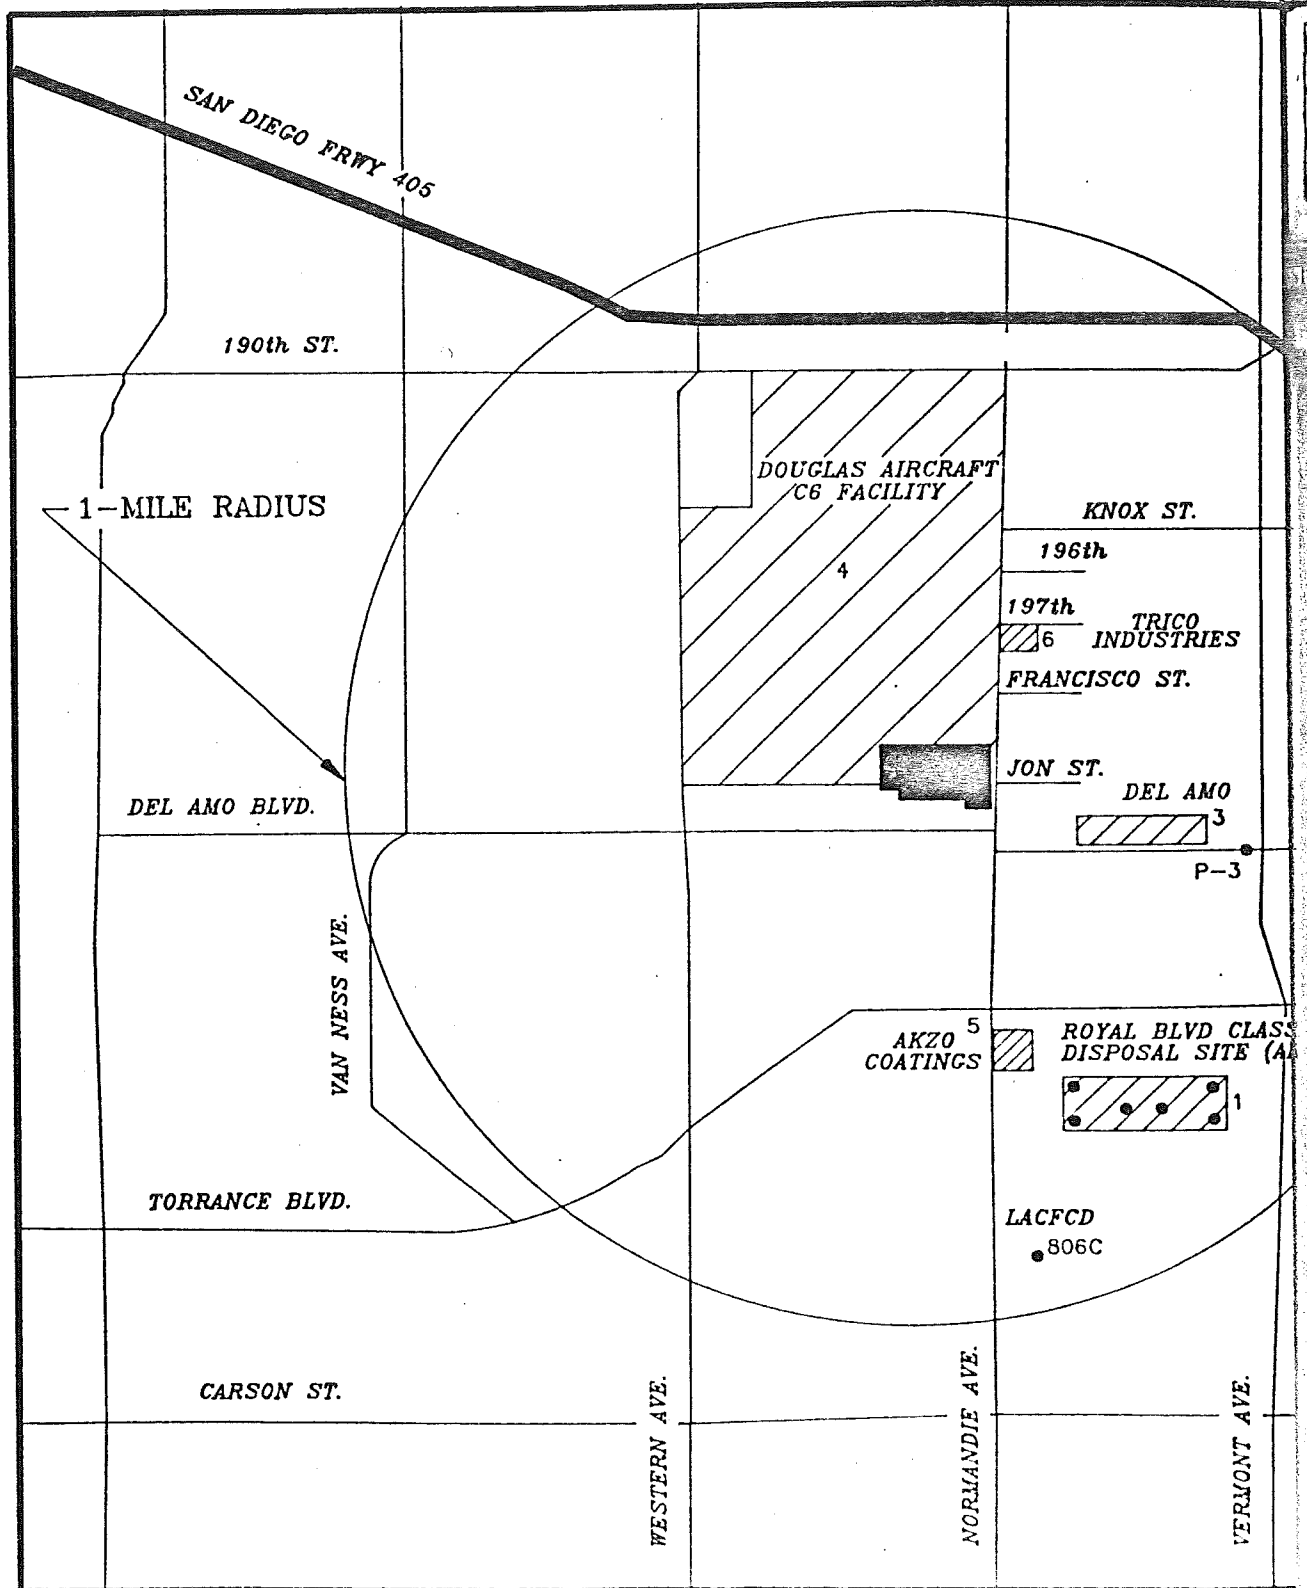 SAN DIEGO FRWY 405
190th ST.
1-MILE RADIUS
DOUGLAS AIRCRAFT
C6 FACILITY
4
KNOX ST.
196th
197th
TRICO
INDUSTRIES
6
FRANCISCO ST.
JON ST.
DEL AMO
3
DEL AMO BLVD.
P-3
VAN NESS AVE.
5
AKZO
COATINGS
ROYAL BLVD CLASS
DISPOSAL SITE
1
TORRANCE BLVD.
LACFCD
806C
CARSON ST.
WESTERN AVE.
NORMANDIE AVE.
VERMONT AVE.